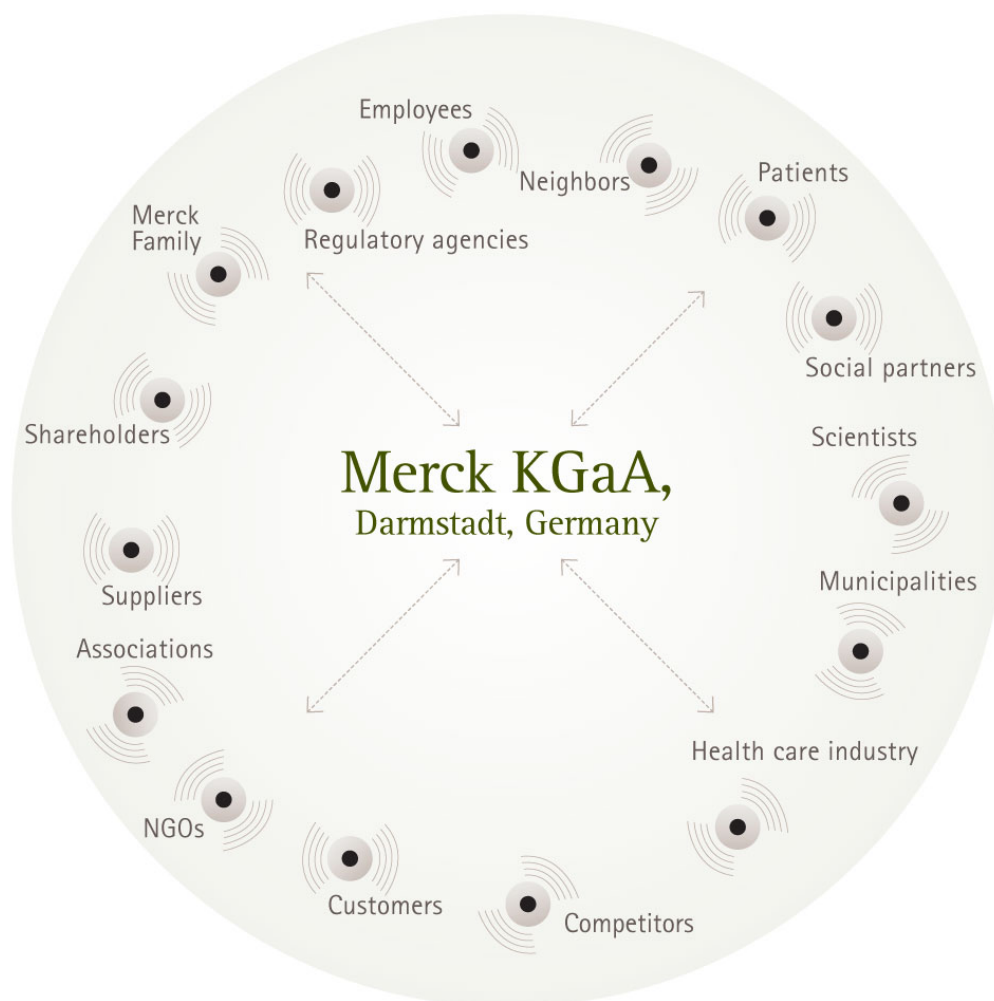 Employees
Neighbors
Patients
Merck
Family
Regulatory agencies
Social partners
Shareholders
Scientists
Merck KGaA,
Darmstadt, Germany
Suppliers
Municipalities
Associations
Health care industry
NGOs
Customers
Competitors